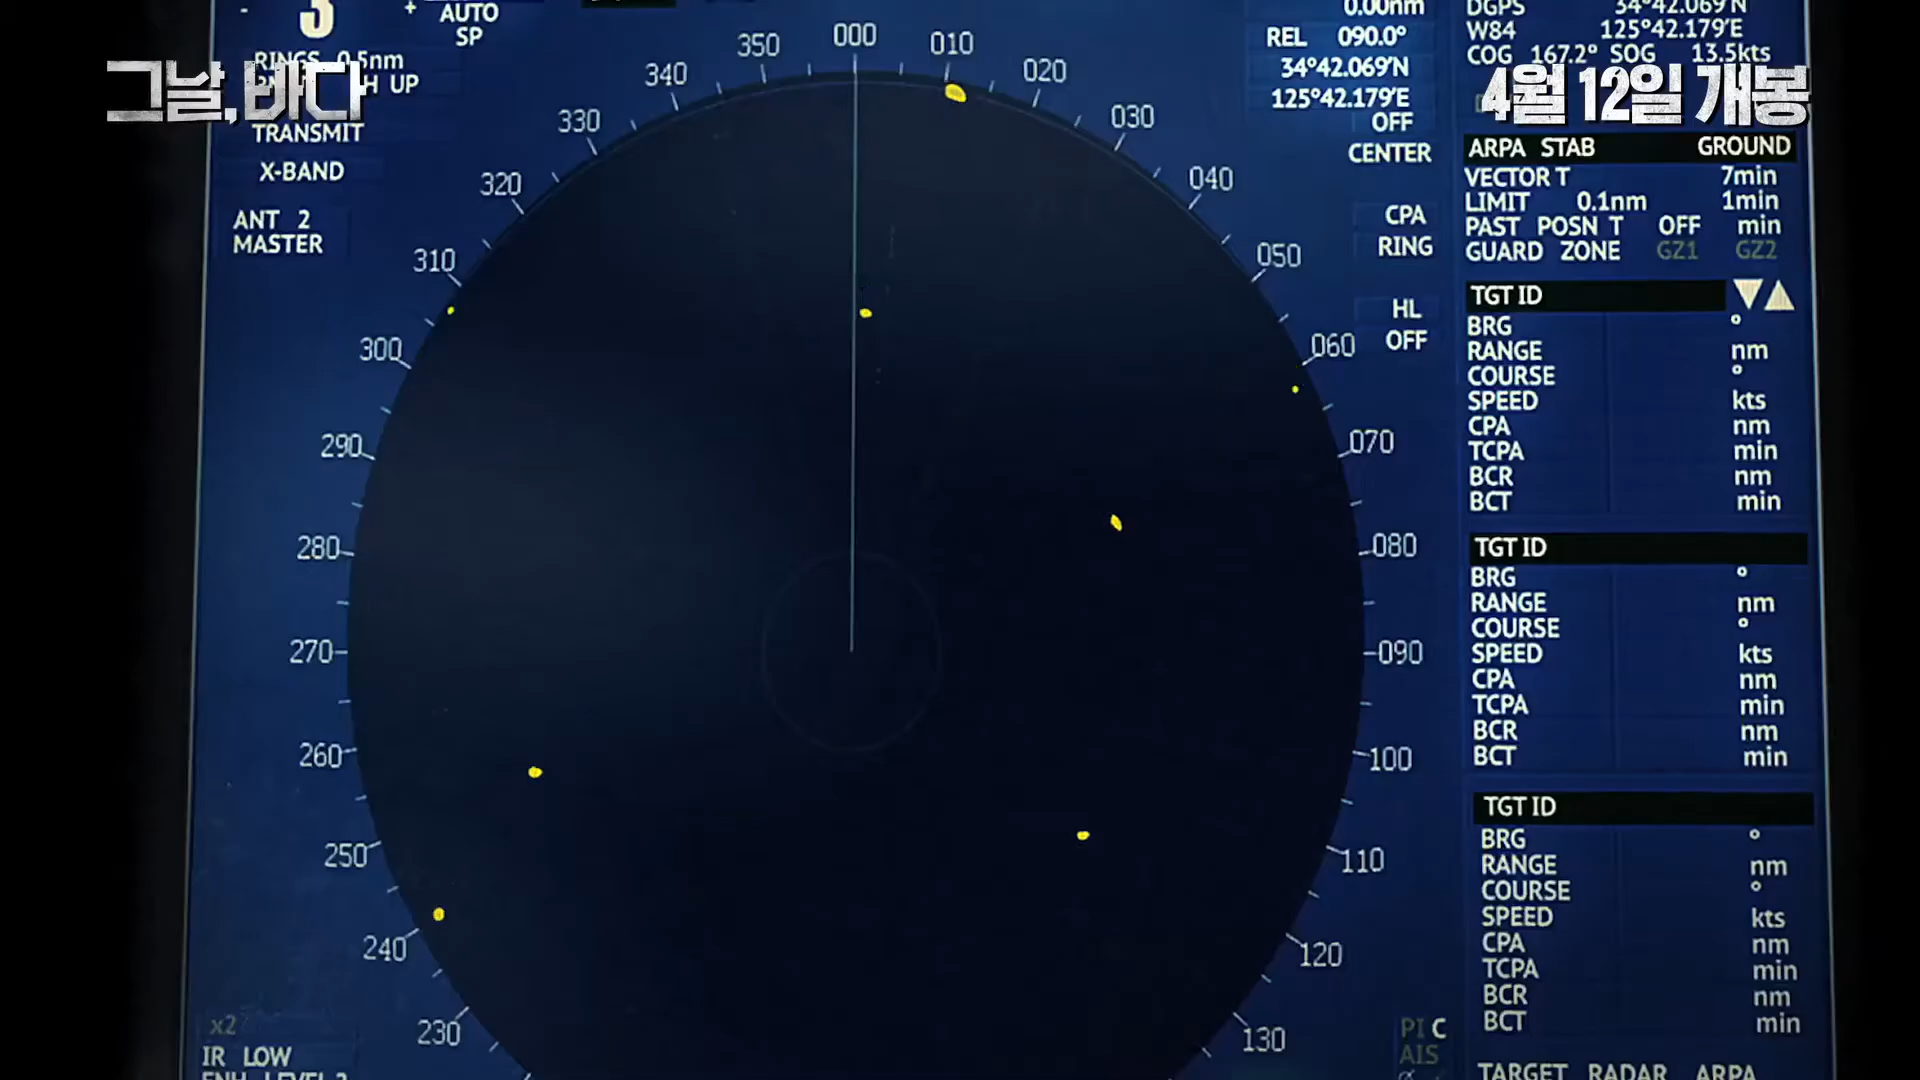 - 3 +
AUTO
SP
RINGS 0.5nm
H UP
TRANSMIT
X-BAND
ANT 2
MASTER
그날, 바다
350 000 010
340 020
330 030
320 040
310 050
300 060
290 070
280 080
270 090
260 100
250 110
240 120
230 130
0.00nm
REL 090.0°
34°42.069'N
125°42.179'E
OFF
CENTER
CPA
RING
HL
OFF
DGPS 34°42.069'N
W84 125°42.179'E
COG 167.2° SOG 13.5kts
4월 12일 개봉
ARPA STAB GROUND
VECTOR T 7min
LIMIT 0.1nm 1min
PAST POSN T OFF min
GUARD ZONE GZ1 GZ2
TGT ID
BRG °
RANGE nm
COURSE °
SPEED kts
CPA nm
TCPA min
BCR nm
BCT min
TGT ID
BRG °
RANGE nm
COURSE °
SPEED kts
CPA nm
TCPA min
BCR nm
BCT min
TGT ID
BRG °
RANGE nm
COURSE °
SPEED kts
CPA nm
TCPA min
BCR nm
BCT min
x2
IR LOW
ENH LEVEL2
PI C
AIS
TARGET RADAR ARPA